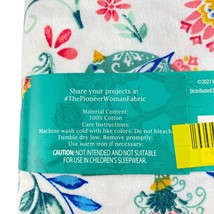 Share your projects at:
#ThePioneerWomanFabric
Material Content:
100% Cotton
Care Instructions:
Machine wash cold with like colors. Do not bleach
Tumble dry low. Remove promptly.
Use warm iron if necessary.
CAUTION: NOT INTENDED AND NOT SUITABLE
FOR USE IN CHILDREN'S SLEEPWEAR.
©2021
Distributed